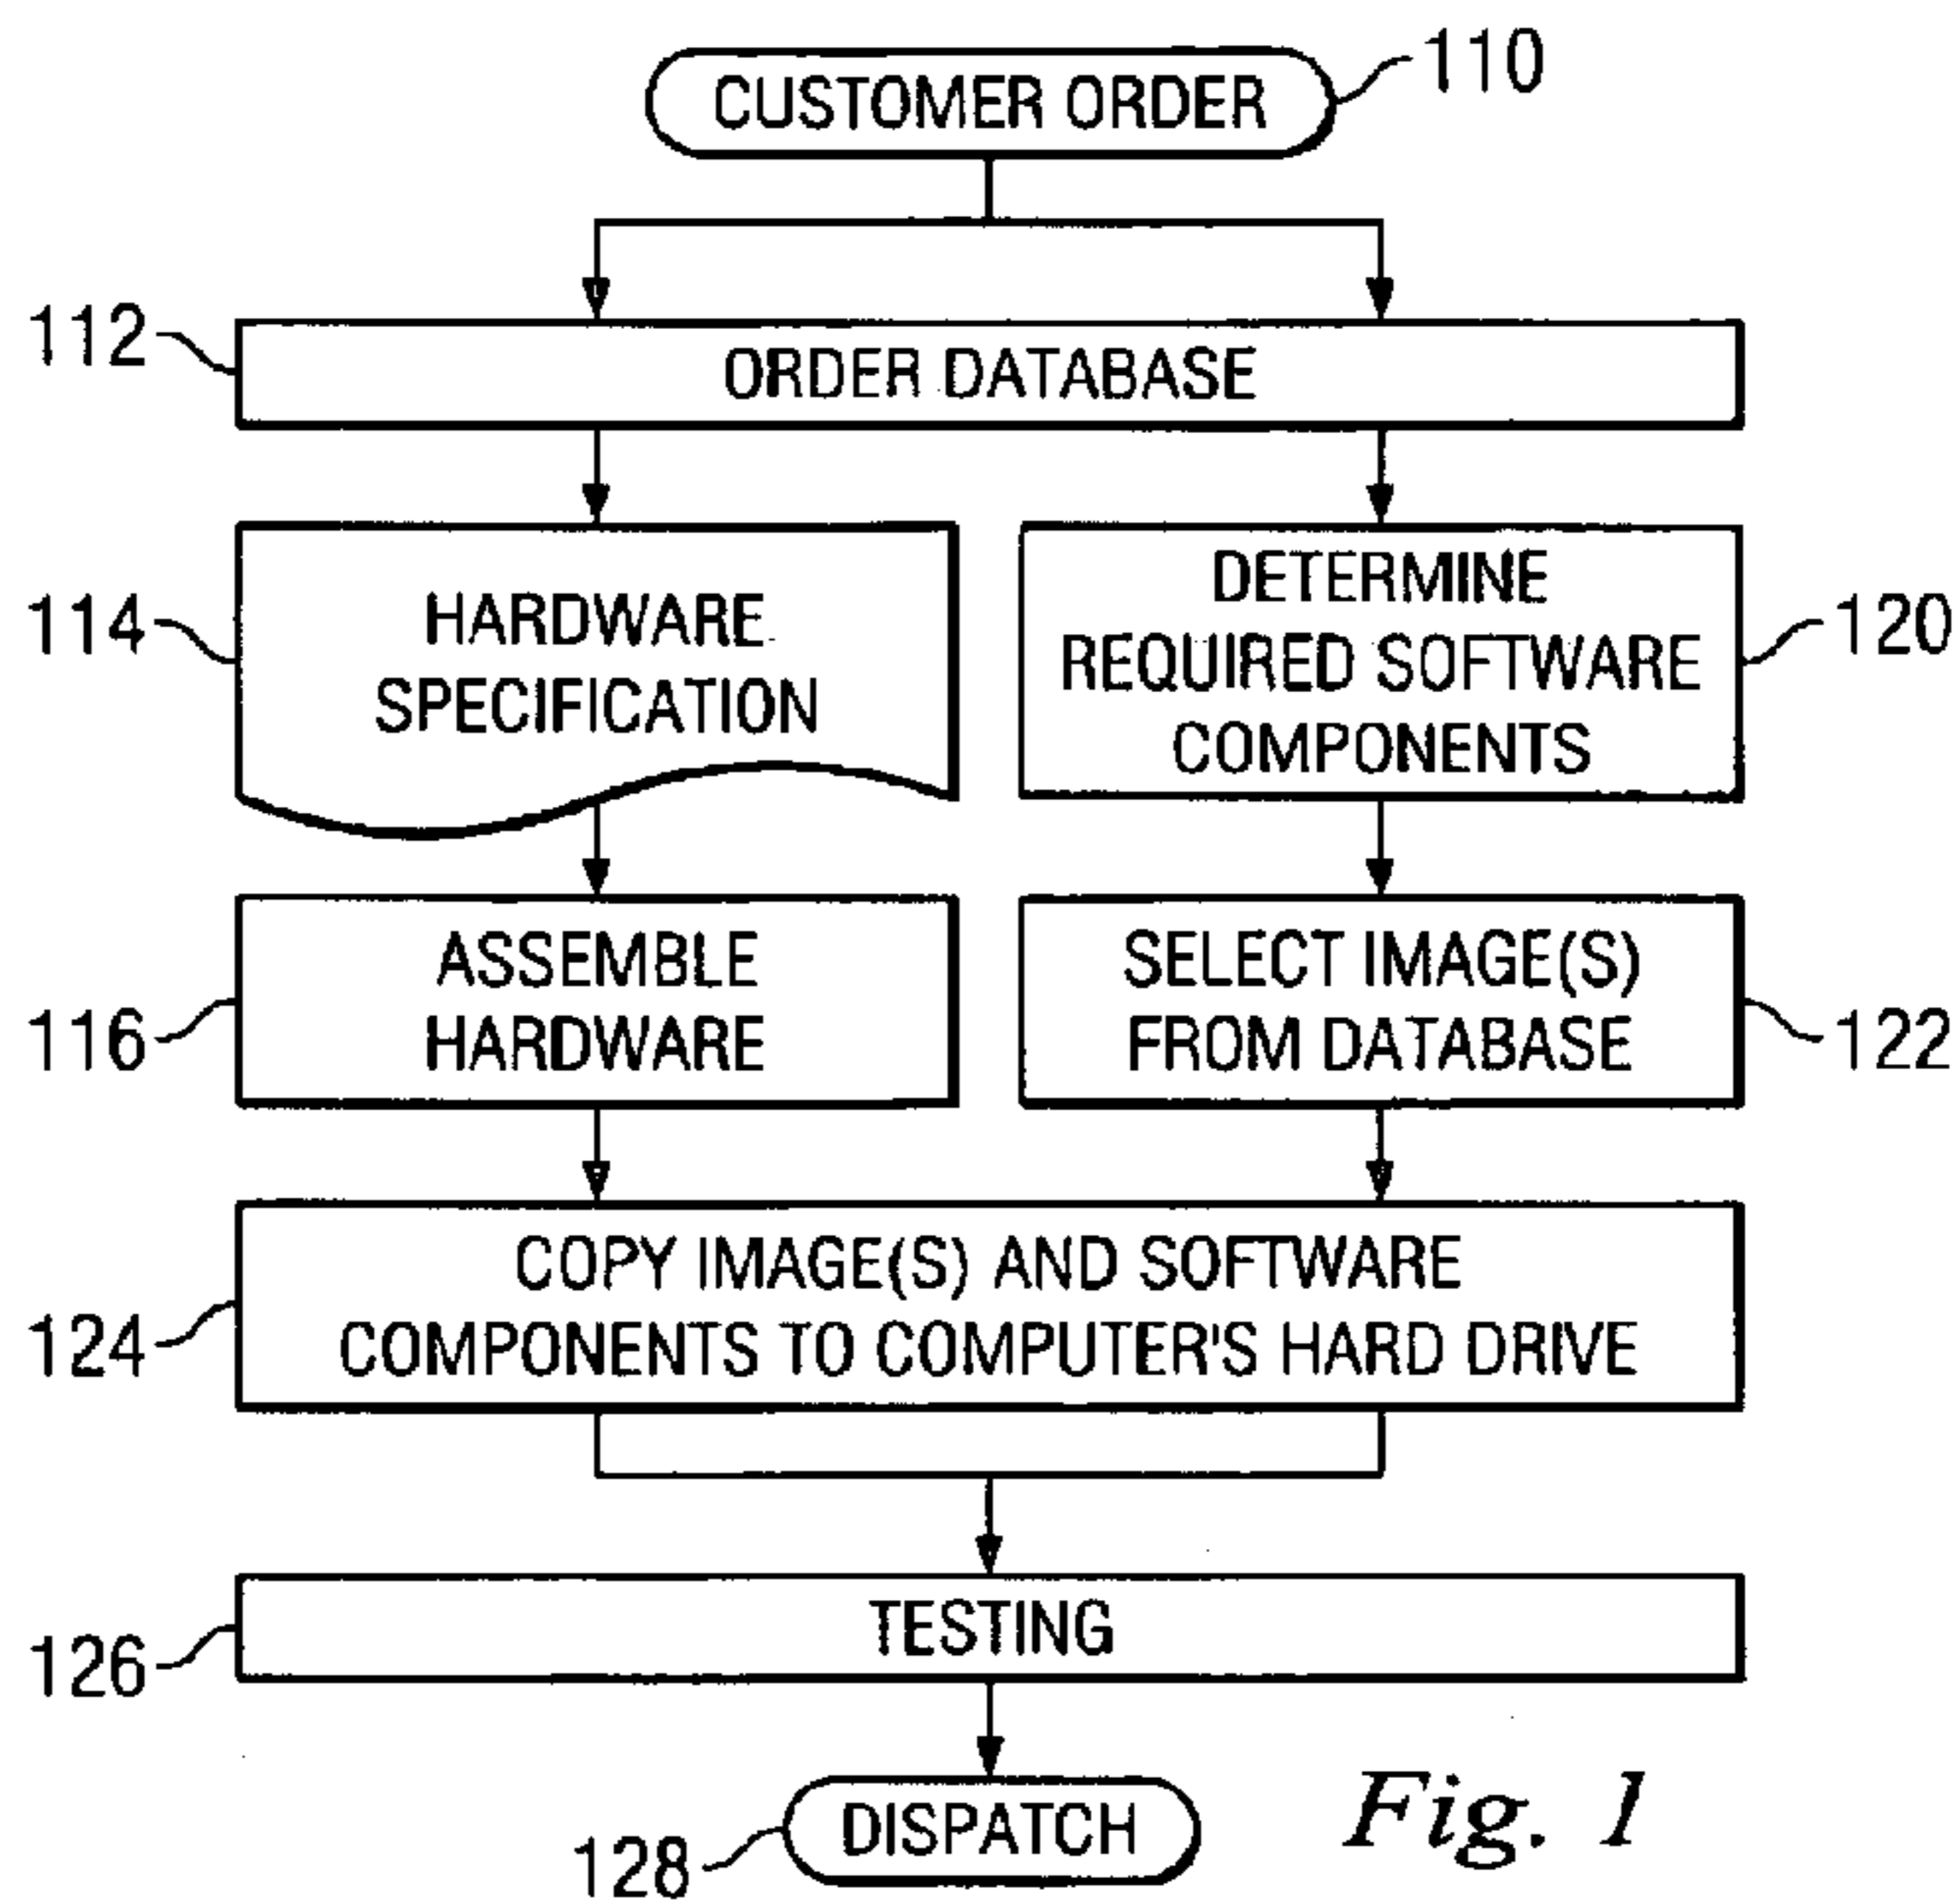 CUSTOMER ORDER
110
112
ORDER DATABASE
114
HARDWARE
SPECIFICATION
DETERMINE
REQUIRED SOFTWARE
COMPONENTS
120
116
ASSEMBLE
HARDWARE
SELECT IMAGE(S)
FROM DATABASE
122
124
COPY IMAGE(S) AND SOFTWARE
COMPONENTS TO COMPUTER'S HARD DRIVE
126
TESTING
128
DISPATCH
Fig. 1